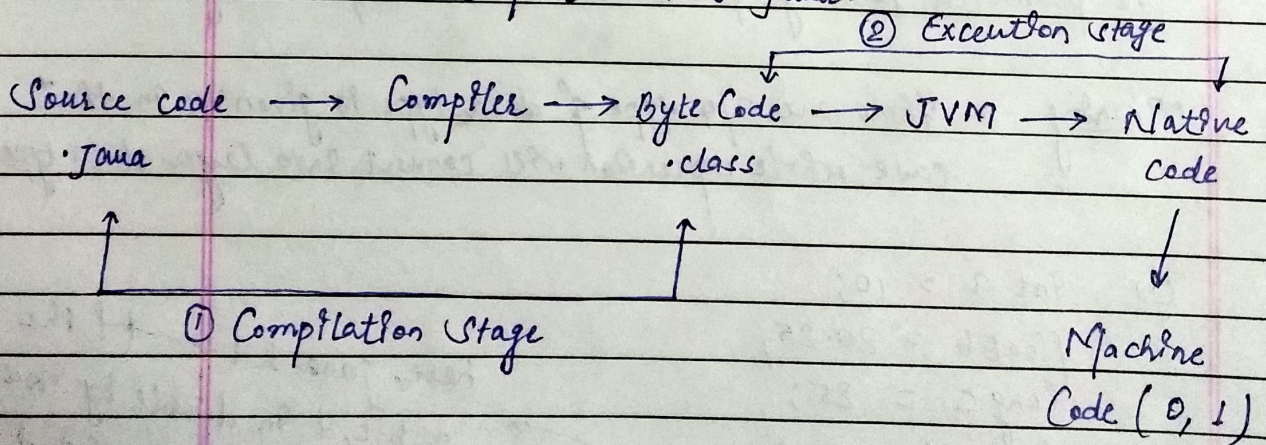 ② Execution stage
Source code → Compiler → Byte Code → JVM → Native
.Java .class code
① Compilation Stage
Machine
Code (0, 1)